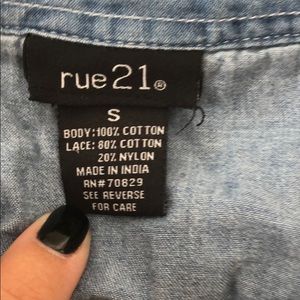 rue21®
S
BODY: 100% COTTON
LACE: 80% COTTON
20% NYLON
MADE IN INDIA
RN#70829
SEE REVERSE
FOR CARE